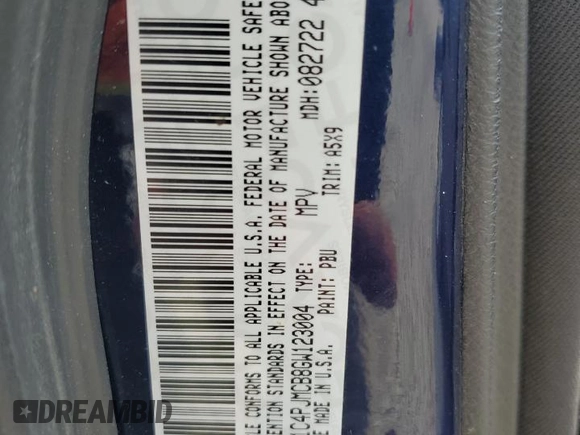 LE CONFORMS TO ALL APPLICABLE U.S.A. FEDERAL MOTOR VEHICLE SAFE
ENTION STANDARDS IN EFFECT ON THE DATE OF MANUFACTURE SHOWN ABO
1C4PJMCB8GW123004 TYPE: MPV MDH:082722 4
E MADE IN U.S.A. PAINT: PBU TRIM: A5X9
DREAMBID